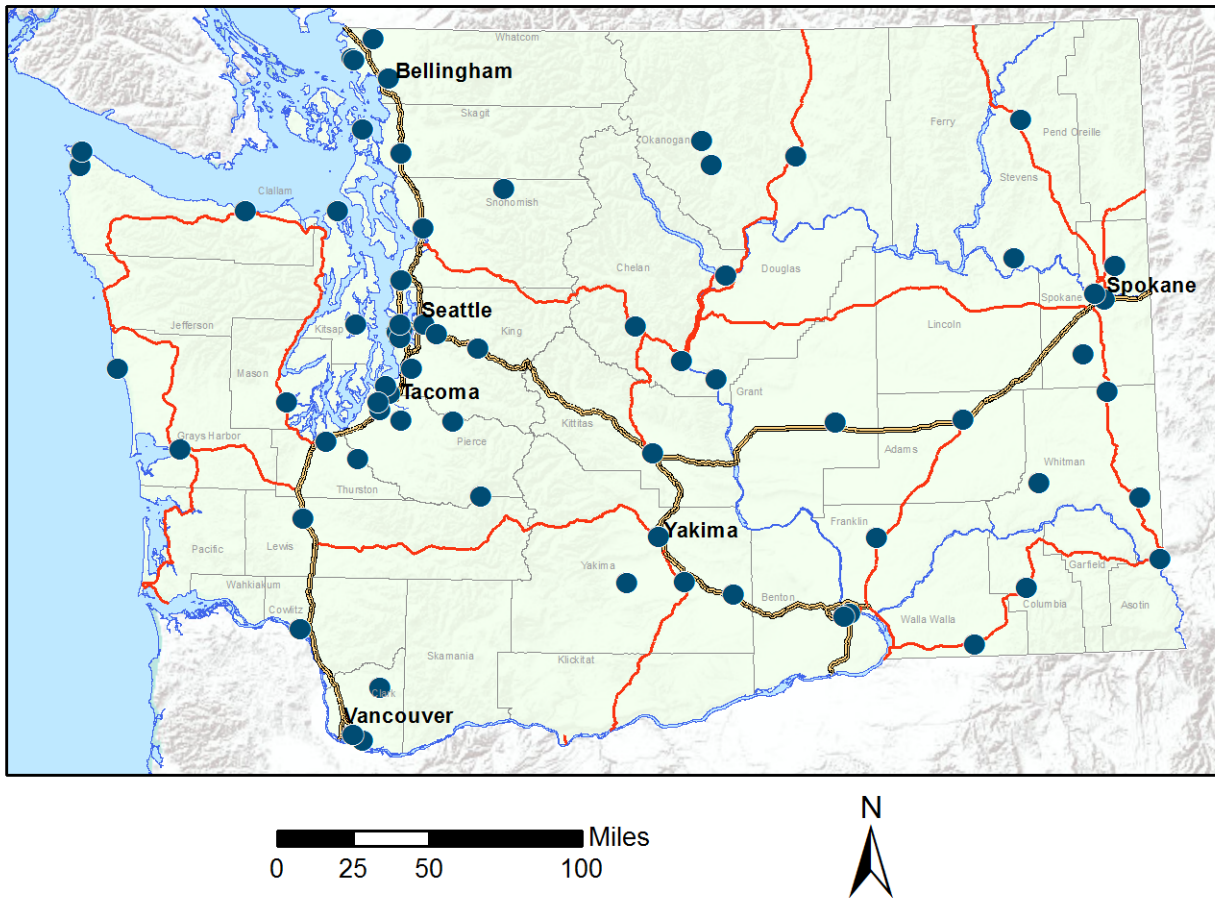 Whatcom
Bellingham
Skagit
Okanogan
Ferry
Pend Oreille
Stevens
Clallam
Snohomish
Chelan
Douglas
Spokane
Spokane
Seattle
Jefferson
Kitsap
King
Lincoln
Mason
Tacoma
Grant
Grays Harbor
Pierce
Kittitas
Adams
Whitman
Thurston
Franklin
Yakima
Pacific
Lewis
Yakima
Garfield
Wahkiakum
Benton
Columbia
Asotin
Cowlitz
Walla Walla
Skamania
Klickitat
Clark
Vancouver
N
Miles
0 25 50 100